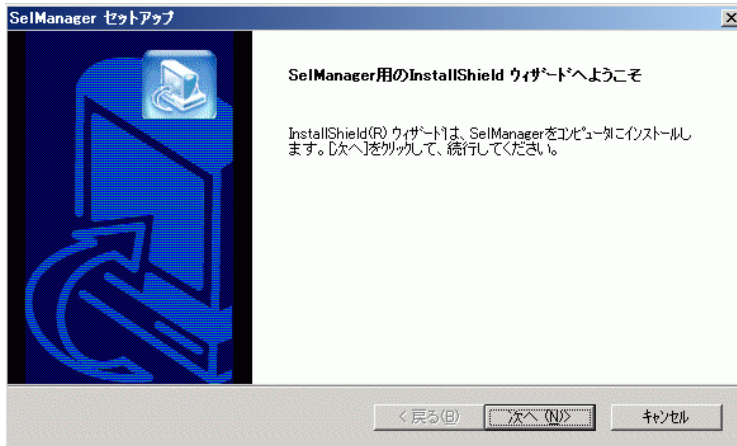 SelManager セットアップ
SelManager用のInstallShield ウィザードへようこそ
InstallShield(R) ウィザードは、SelManagerをコンピュータにインストールし
ます。[次へ]をクリックして、続行してください。
< 戻る(B)
次へ (N)>
キャンセル